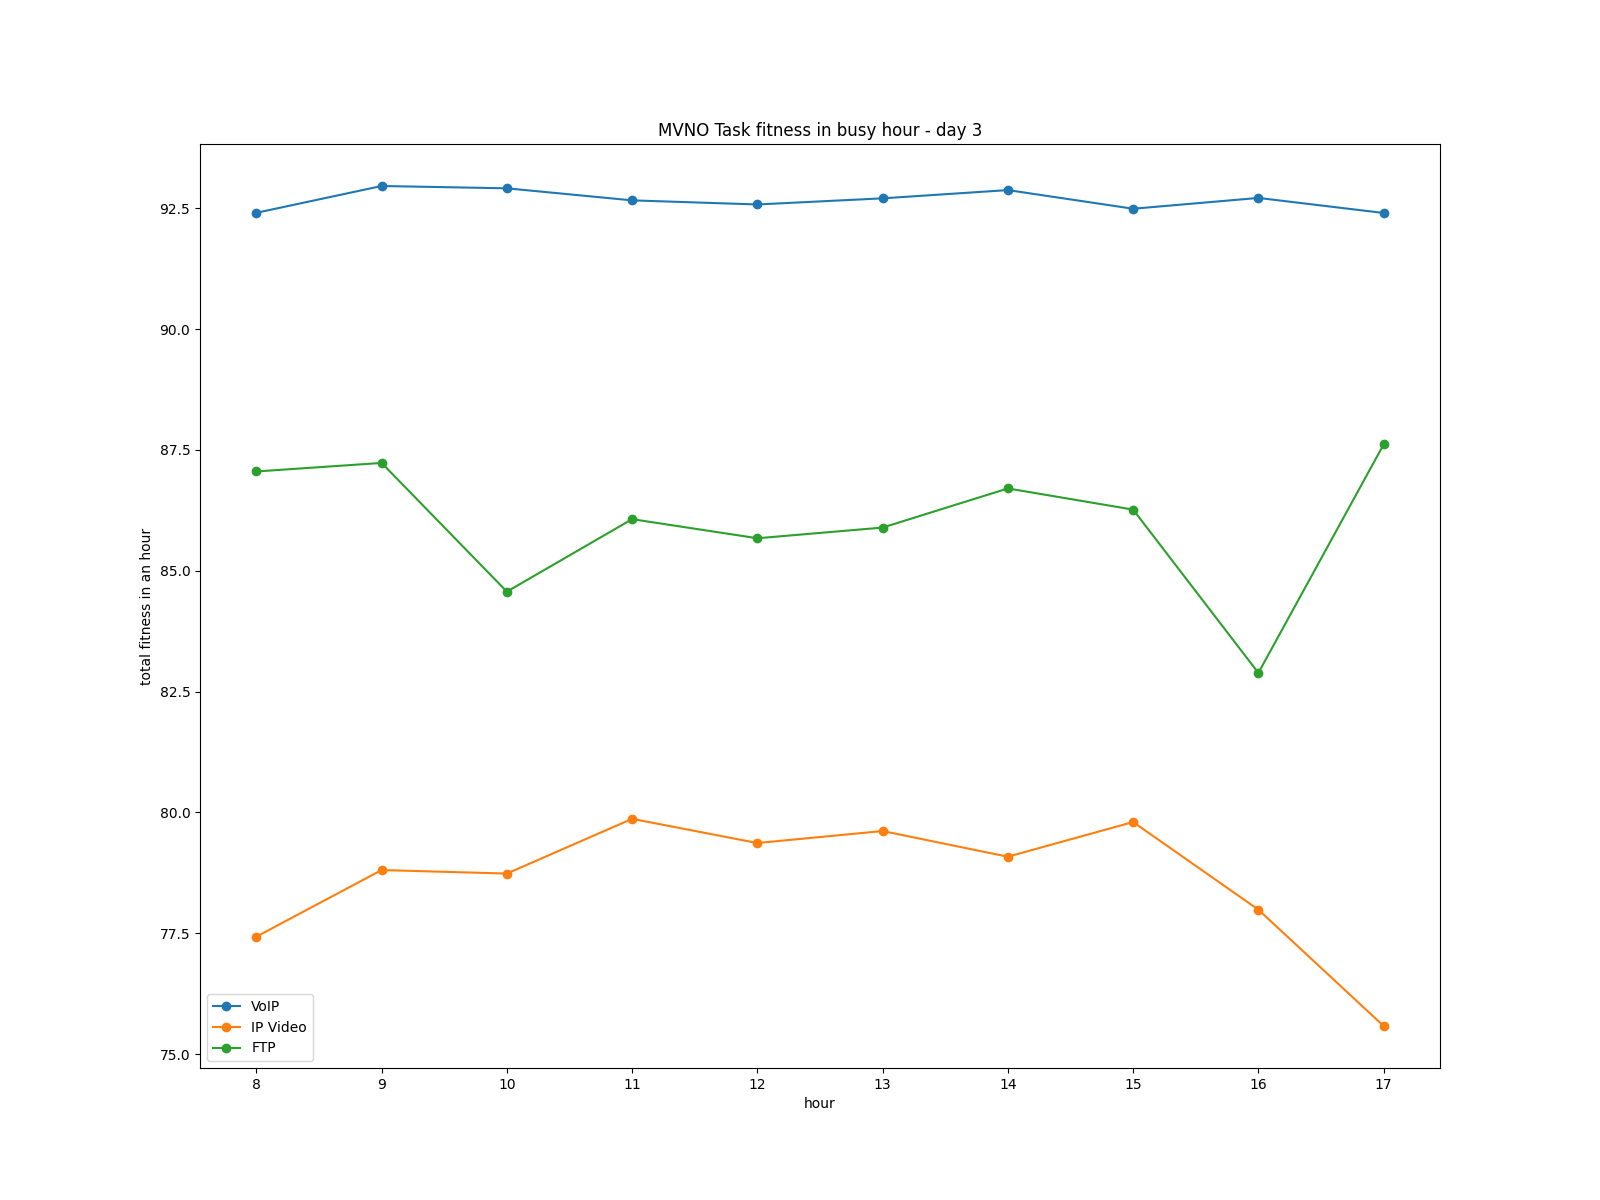 MVNO Task fitness in busy hour - day 3
total fitness in an hour
92.5
90.0
87.5
85.0
82.5
80.0
77.5
75.0
VoIP
IP Video
FTP
8 9 10 11 12 13 14 15 16 17
hour